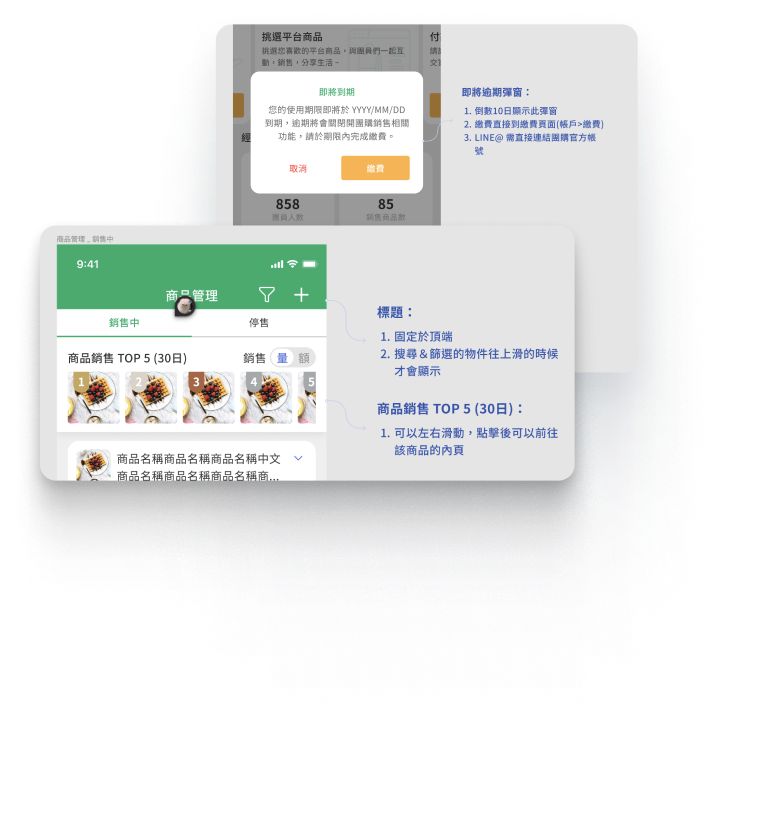 挑選平台商品
挑選您喜歡的平台商品，與團員們一起互
動，銷售，分享生活～
付
請
交
即將到期
您的使用期限即將於 YYYY/MM/DD
到期，逾期將會關閉開團購銷售相關
功能，請於期限內完成繳費。
取消
繳費
經
858
團員人數
85
銷售商品數
即將逾期彈窗：
1. 倒數10日顯示此彈窗
2. 繳費直接到繳費頁面(帳戶>繳費)
3. LINE@ 需直接連結團購官方帳
號
商品管理 _ 銷售中
9:41
商品管理
銷售中
停售
商品銷售 TOP 5 (30日)
銷售
量
額
1
2
3
4
5
商品名稱商品名稱商品名稱中文
商品名稱商品名稱商品名稱商...
標題：
1. 固定於頂端
2. 搜尋＆篩選的物件往上滑的時候
才會顯示
商品銷售 TOP 5 (30日)：
1. 可以左右滑動，點擊後可以前往
該商品的內頁